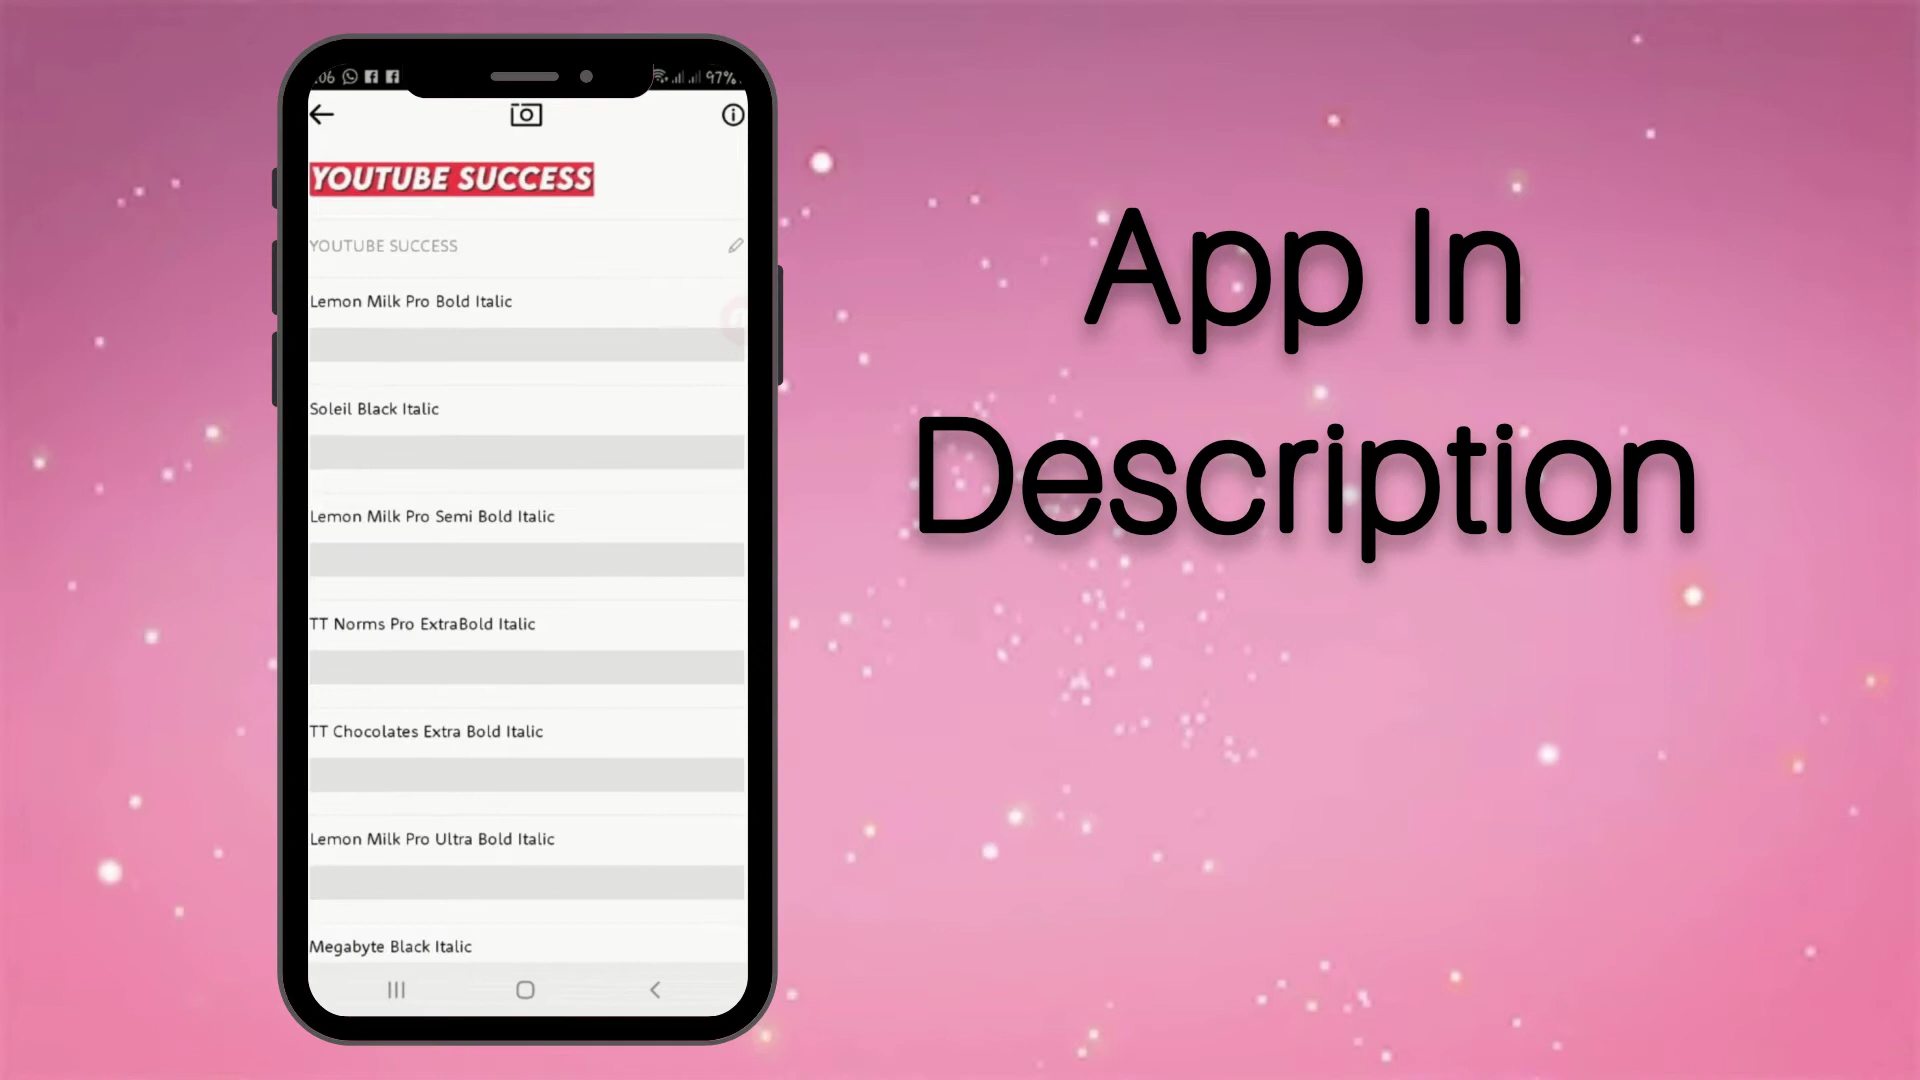 :06 97%
YOUTUBE SUCCESS
YOUTUBE SUCCESS
Lemon Milk Pro Bold Italic
Soleil Black Italic
Lemon Milk Pro Semi Bold Italic
TT Norms Pro ExtraBold Italic
TT Chocolates Extra Bold Italic
Lemon Milk Pro Ultra Bold Italic
Megabyte Black Italic
App In
Description